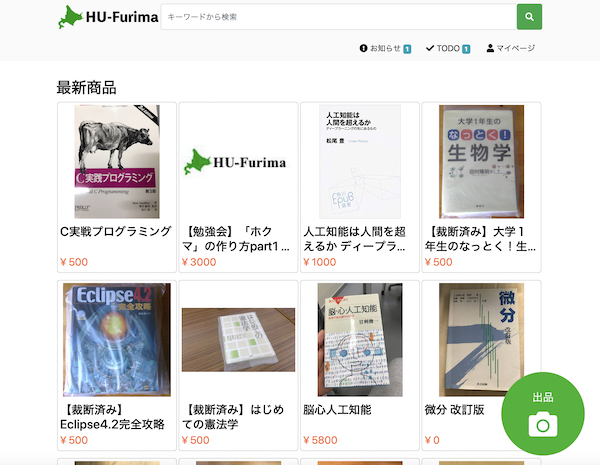 HU-Furima
キーワードから検索
お知らせ 1
TODO 1
マイページ
最新商品
C実践プログラミング
第3版
HU-Furima
人工知能は
人間を超えるか
ディープラーニングの先にあるもの
松尾 豊
大学1年生の
なっとく！
生物学
C実戦プログラミング
【勉強会】「ホク
マ」の作り方part1 ...
人工知能は人間を超
えるか ディープラ...
【裁断済み】大学１
年生のなっとく！生...
¥ 500
¥ 3000
¥ 1000
¥ 500
Eclipse4.2
完全攻略
脳・心・人工知能
微分
改訂版
【裁断済み】
Eclipse4.2完全攻略
【裁断済み】はじめ
ての憲法学
脳心人工知能
微分 改訂版
¥ 500
¥ 500
¥ 5800
¥ 0
出品